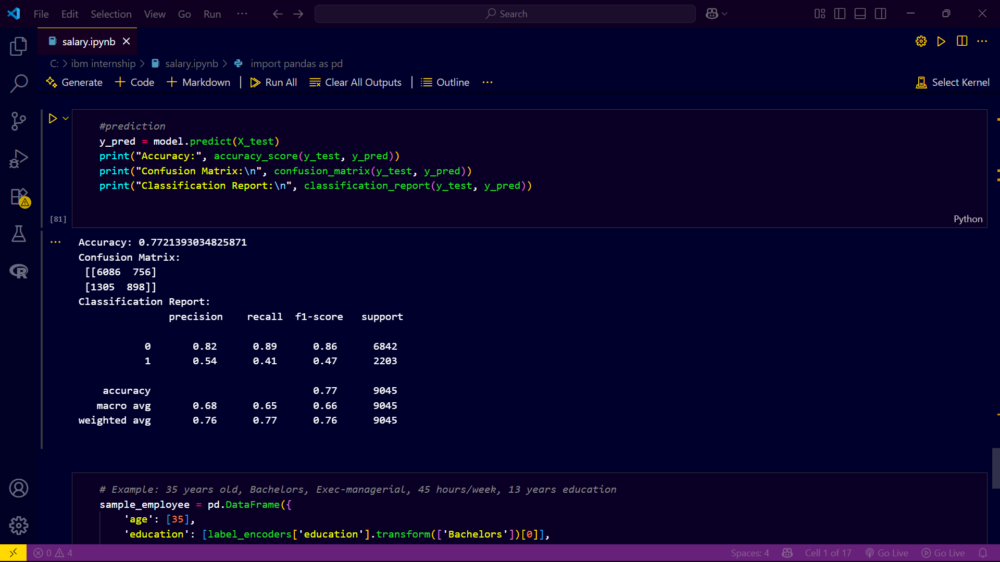 File Edit Selection View Go Run ··· Search
salary.ipynb
C: > ibm internship > salary.ipynb > import pandas as pd
Generate + Code + Markdown | Run All Clear All Outputs | Outline ··· Select Kernel
#prediction
y_pred = model.predict(X_test)
print("Accuracy:", accuracy_score(y_test, y_pred))
print("Confusion Matrix:\n", confusion_matrix(y_test, y_pred))
print("Classification Report:\n", classification_report(y_test, y_pred))
[81] Python
··· Accuracy: 0.7721393034825871
Confusion Matrix:
[[6086 756]
[1305 898]]
Classification Report:
precision recall f1-score support
0 0.82 0.89 0.86 6842
1 0.54 0.41 0.47 2203
accuracy 0.77 9045
macro avg 0.68 0.65 0.66 9045
weighted avg 0.76 0.77 0.76 9045
# Example: 35 years old, Bachelors, Exec-managerial, 45 hours/week, 13 years education
sample_employee = pd.DataFrame({
'age': [35],
'education': [label_encoders['education'].transform(['Bachelors'])[0]],
0 4 Spaces: 4 Cell 1 of 17 Go Live Go Live